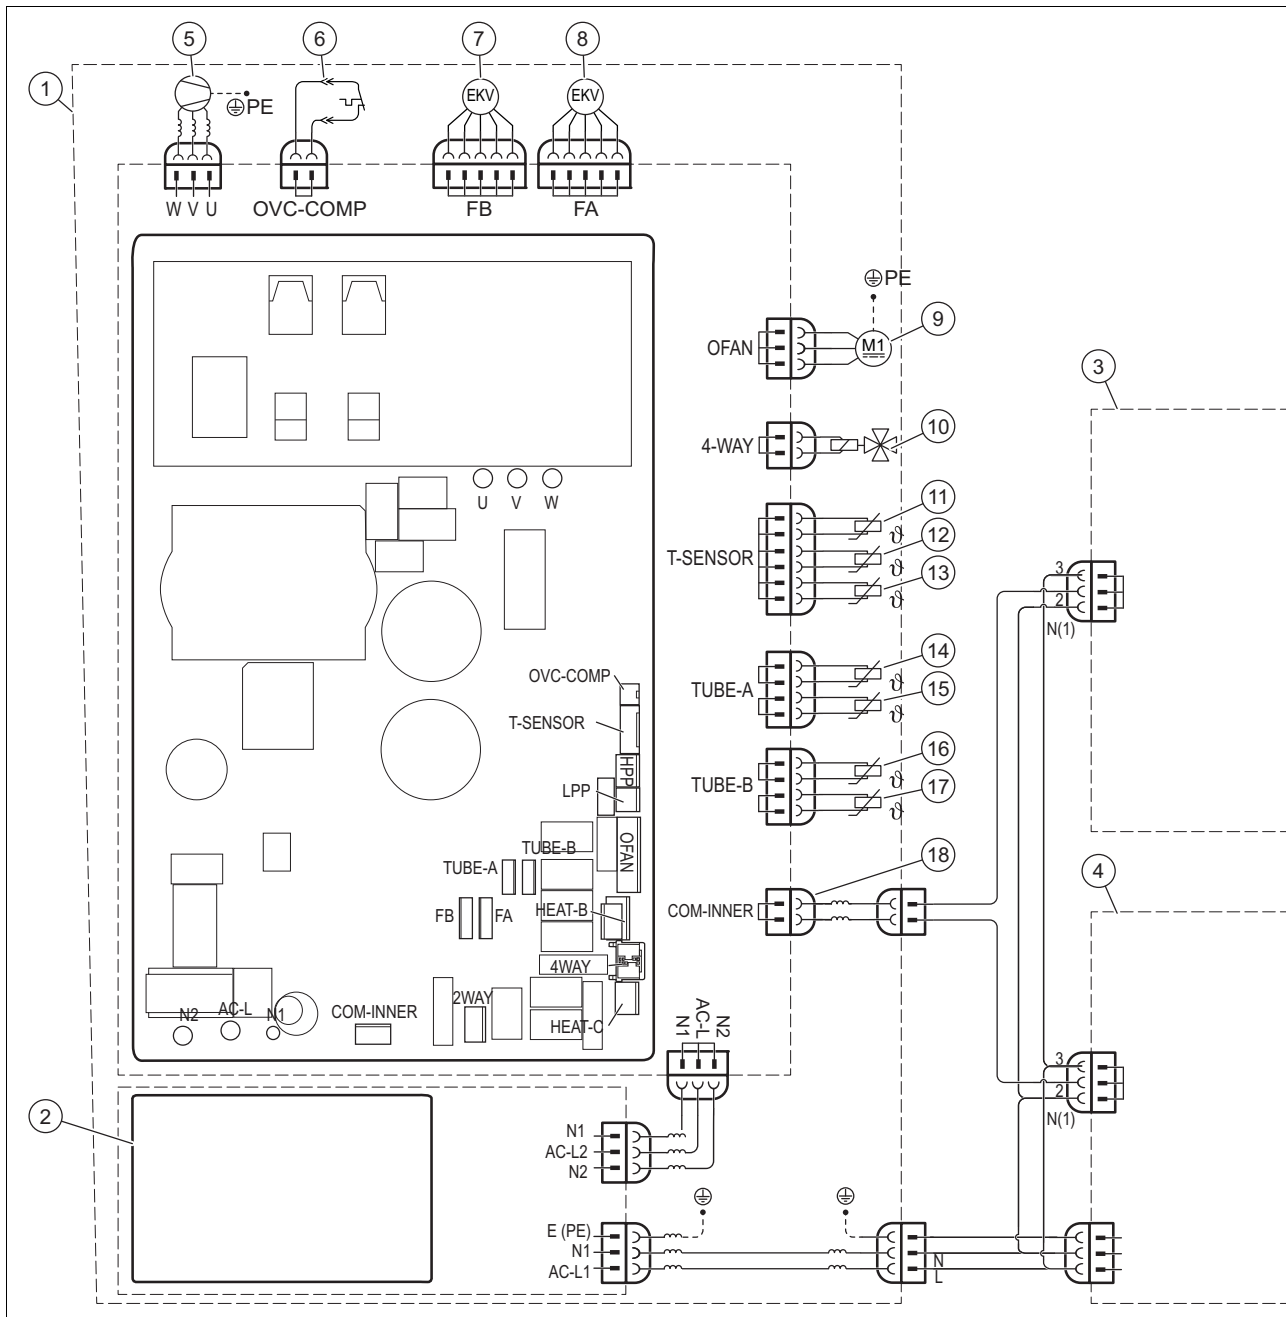 5
6
7
8
1
PE
EKV
EKV
W V U
OVC-COMP
FB
FA
PE
9
OFAN
M1
3
10
4-WAY
U
V
W
11
12
T-SENSOR
13
3
2
N(1)
14
TUBE-A
15
OVC-COMP
T-SENSOR
HPP
16
TUBE-B
17
LPP
OFAN
TUBE-B
TUBE-A
18
4
COM-INNER
FB
FA
HEAT-B
4WAY
2WAY
N2
AC-L
N1
COM-INNER
HEAT-C
N1
AC-L
N2
3
2
N(1)
2
N1
AC-L2
N2
E (PE)
N1
AC-L1
N
L